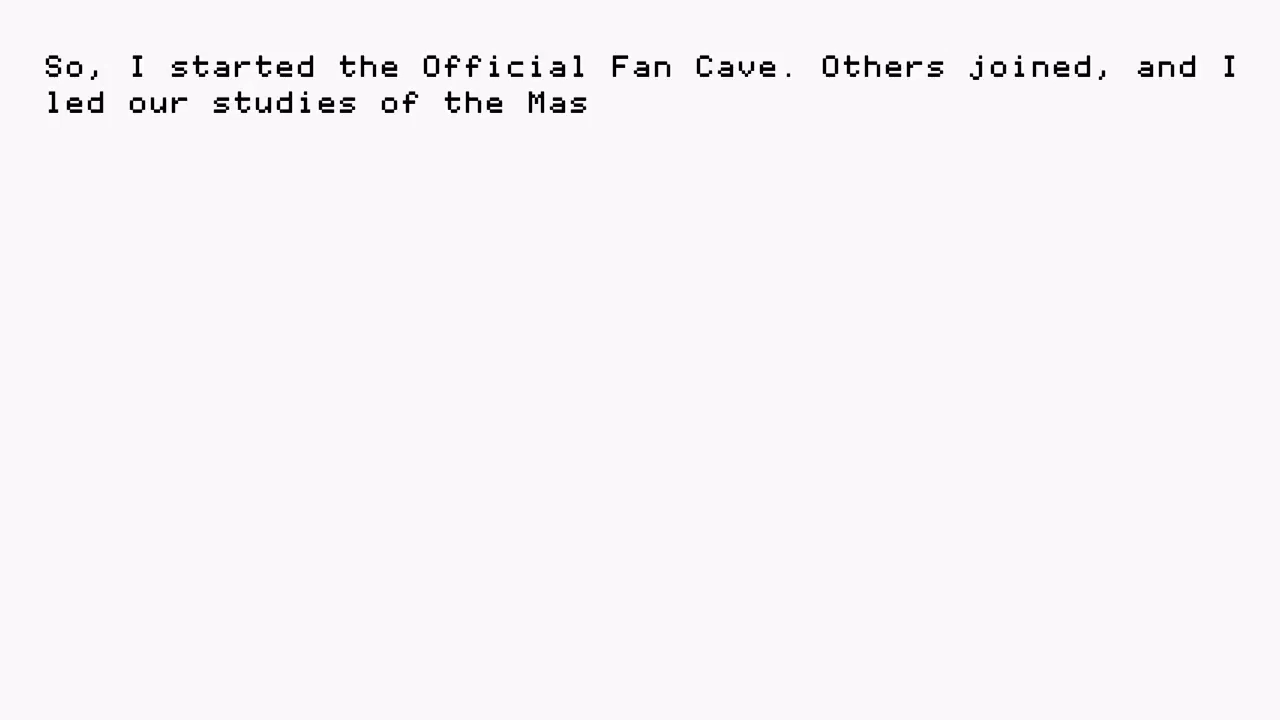 So, I started the Official Fan Cave. Others joined, and I
led our studies of the Mas